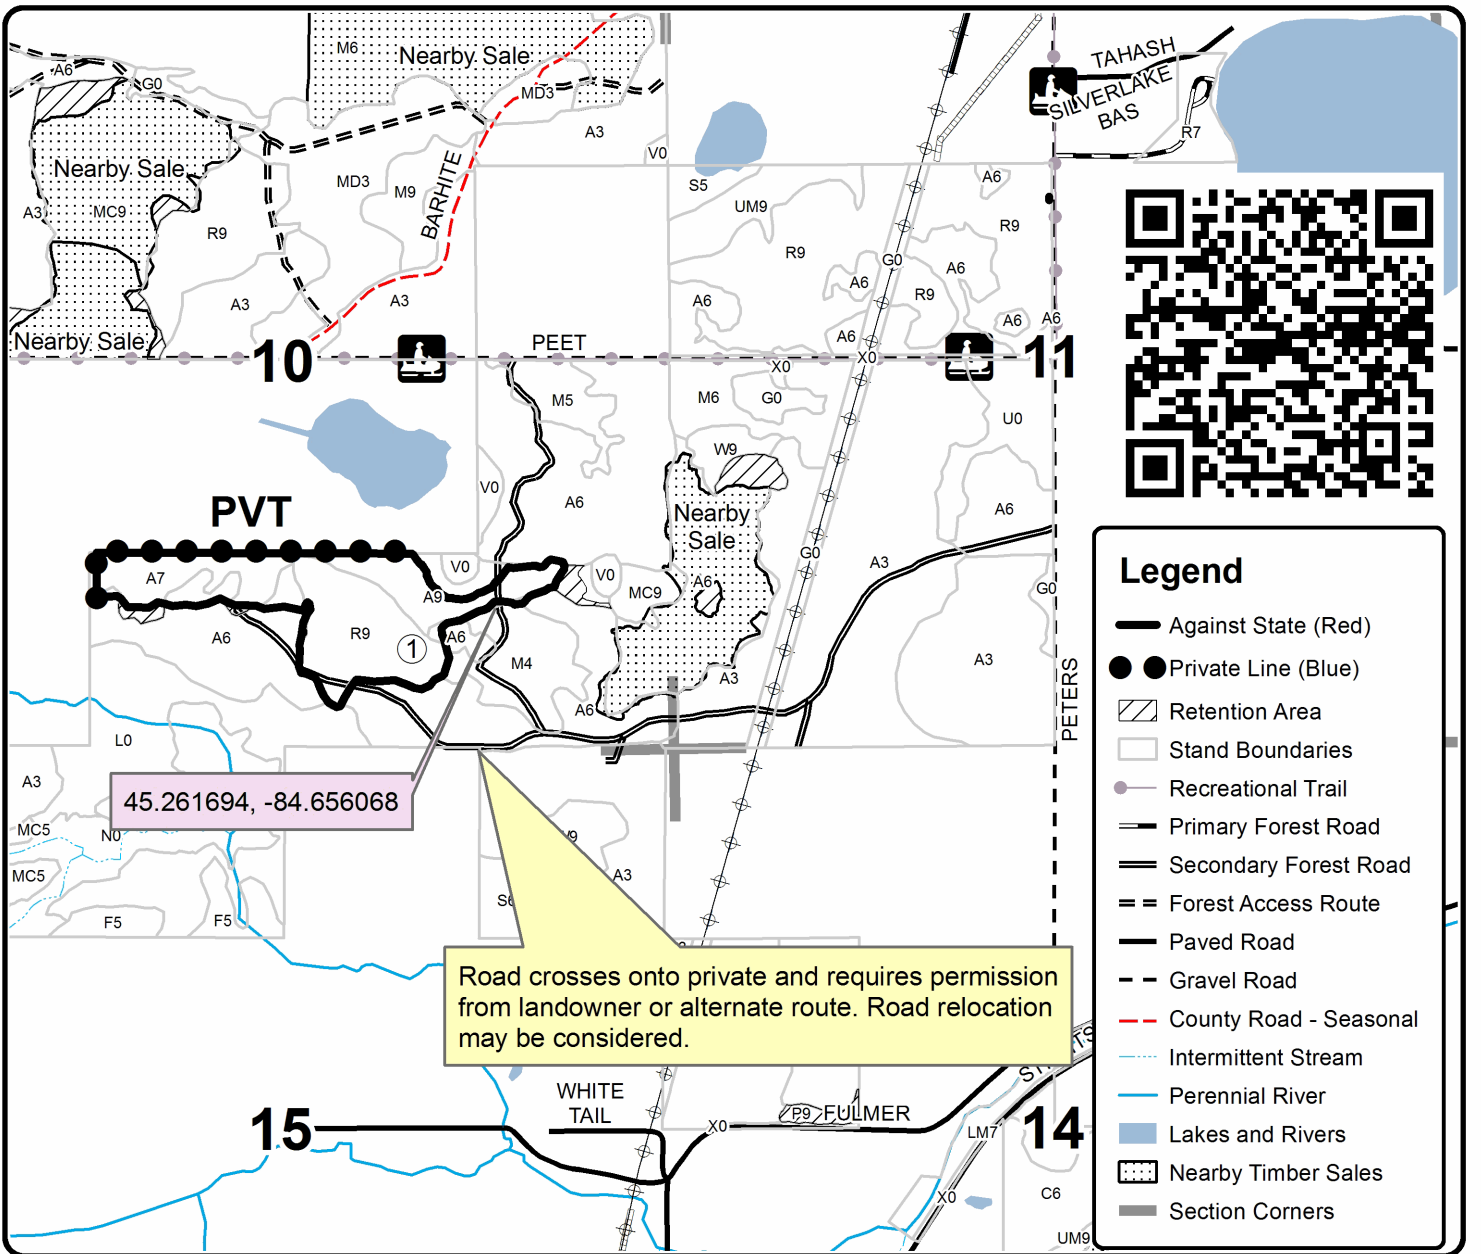 M6
Nearby Sale
A6
G0
MD3
A3
V0
TAHASH
SILVERLAKE
BAS
R7
Nearby Sale
A3
MC9
R9
MD3
M9
BARHITE
A3
A3
S5
UM9
R9
A6
R9
G0
A6
A6
R9
A6
A6
A6
A6
Nearby Sale
10
PEET
X0
X0
11
M5
M6
G0
U0
W9
V0
A6
A6
PVT
Nearby
Sale
G0
A3
A7
V0
V0
A9
MC9
A6
G0
A6
R9
1
A6
M4
A3
A3
A6
PETERS
L0
A3
45.261694, -84.656068
MC5
N0
MC5
F5
F5
A3
Road crosses onto private and requires permission
from landowner or alternate route. Road relocation
may be considered.
WHITE
TAIL
15
X0
P9
FULMER
LM7
14
X0
C6
UM9
Legend
Against State (Red)
Private Line (Blue)
Retention Area
Stand Boundaries
Recreational Trail
Primary Forest Road
Secondary Forest Road
Forest Access Route
Paved Road
Gravel Road
County Road - Seasonal
Intermittent Stream
Perennial River
Lakes and Rivers
Nearby Timber Sales
Section Corners